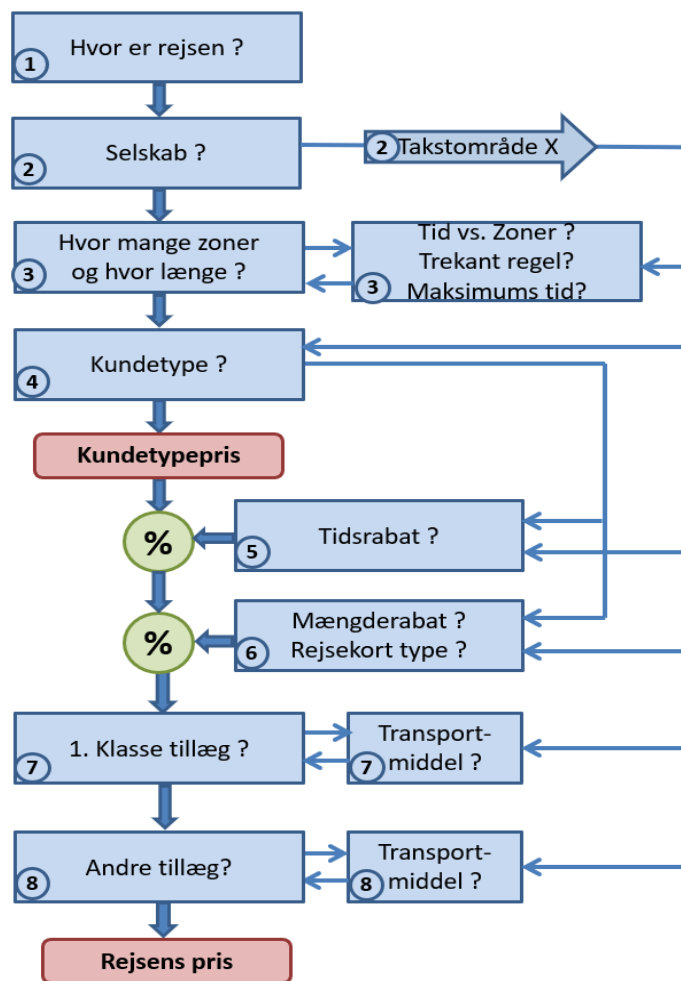 Hvor er rejsen ?
1
Selskab ?
2
2
Takstområde X
Hvor mange zoner
og hvor længe ?
3
Tid vs. Zoner ?
Trekant regel?
Maksimums tid?
3
Kundetype ?
4
Kundetypepris
%
Tidsrabat ?
5
%
Mængderabat ?
Rejsekort type ?
6
1. Klasse tillæg ?
7
Transport-
middel ?
7
Andre tillæg?
8
Transport-
middel ?
8
Rejsens pris